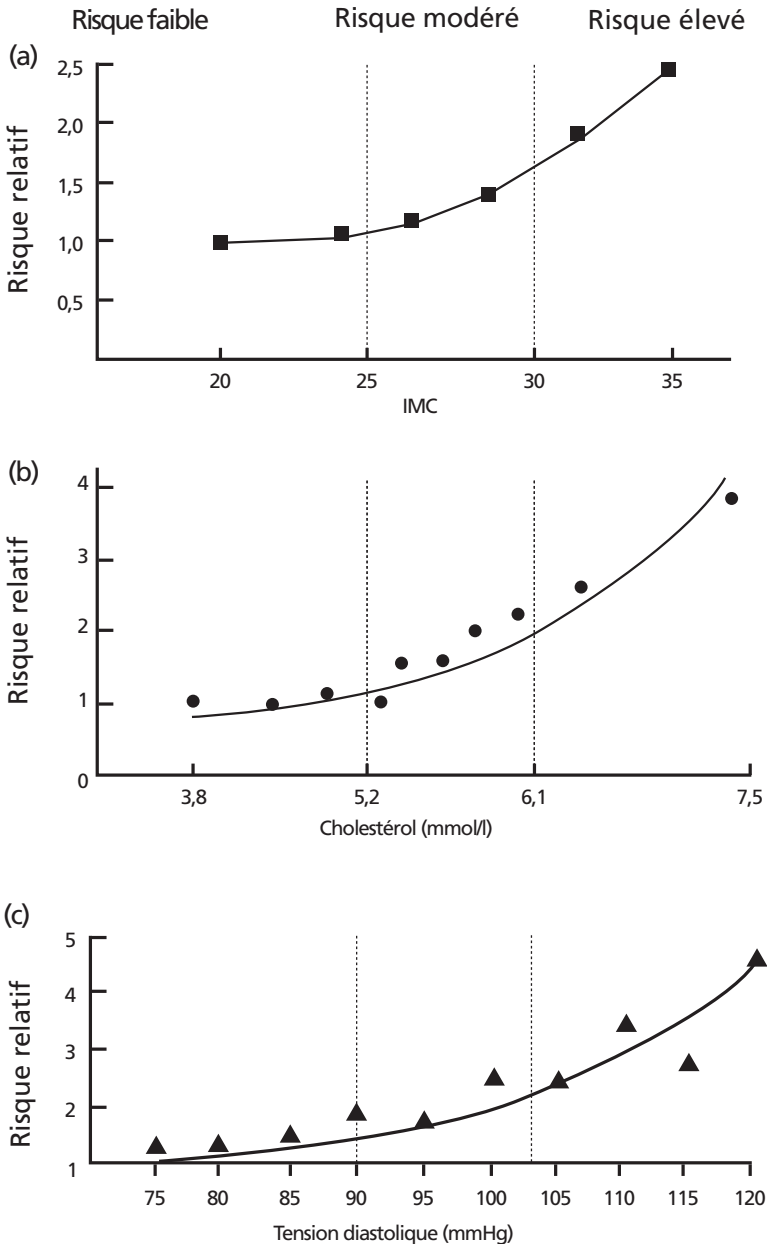 Risque faible Risque modéré Risque élevé
(a)
Risque relatif
2,5
2,0
1,5
1,0
0,5
20 25 30 35
IMC
(b)
Risque relatif
4
3
2
1
0
3,8 5,2 6,1 7,5
Cholestérol (mmol/l)
(c)
Risque relatif
5
4
3
2
1
75 80 85 90 95 100 105 110 115 120
Tension diastolique (mmHg)